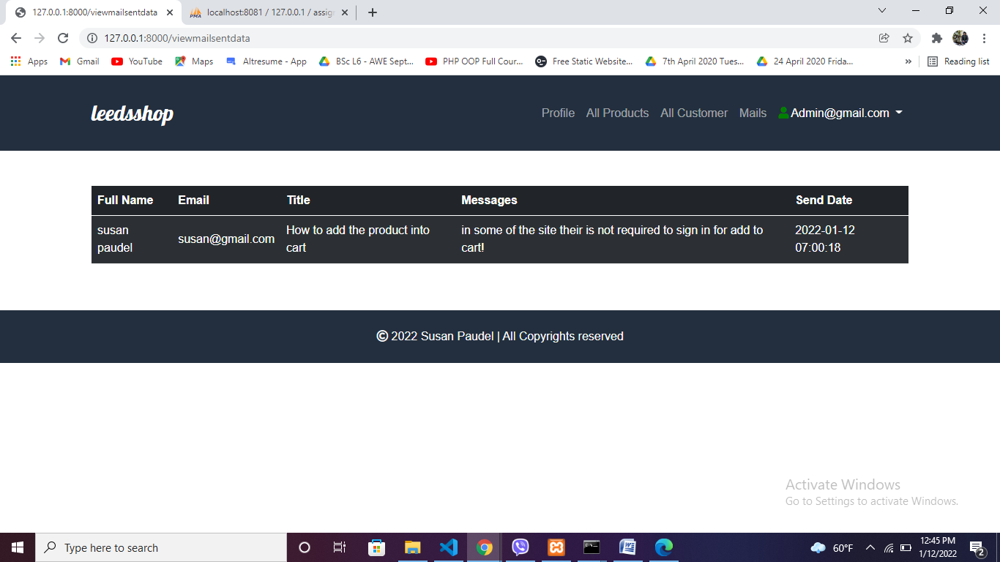 127.0.0.1:8000/viewmailsentdata
localhost:8081 / 127.0.0.1 / assig
127.0.0.1:8000/viewmailsentdata
Apps Gmail YouTube Maps Altresume - App BSc L6 - AWE Sept... PHP OOP Full Cour... Free Static Website... 7th April 2020 Tues... 24 April 2020 Frida... » Reading list
leedsshop Profile All Products All Customer Mails Admin@gmail.com
Full Name Email Title Messages Send Date
susan paudel susan@gmail.com How to add the product into cart in some of the site their is not required to sign in for add to cart! 2022-01-12 07:00:18
© 2022 Susan Paudel | All Copyrights reserved
Activate Windows
Go to Settings to activate Windows.
Type here to search 60°F 12:45 PM
1/12/2022 2